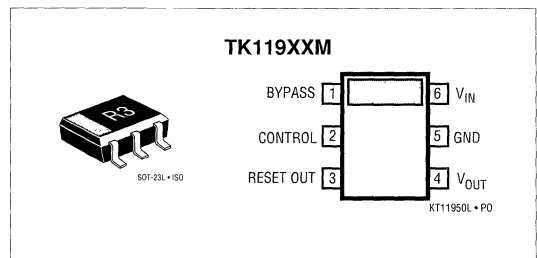 TK119XXM
R3
SOT-23L • ISO
BYPASS 1
CONTROL 2
RESET OUT 3
6 VIN
5 GND
4 VOUT
KT11950L • PO